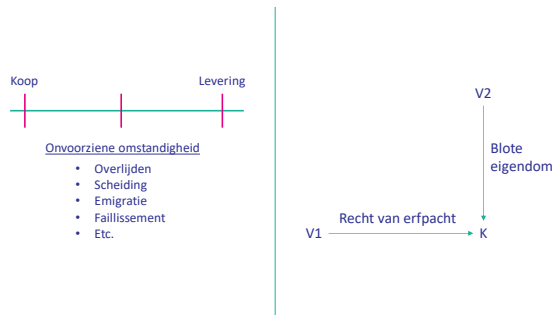 Koop
Levering
Onvoorziene omstandigheid
• Overlijden
• Scheiding
• Emigratie
• Faillissement
• Etc.
V2
Blote
eigendom
Recht van erfpacht
V1
K